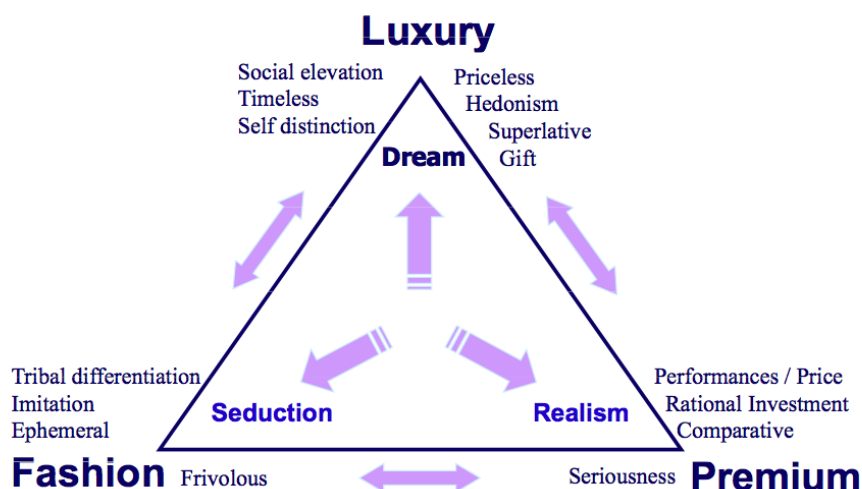 Luxury
Social elevation
Timeless
Self distinction
Priceless
Hedonism
Superlative
Gift
Dream
Tribal differentiation
Imitation
Ephemeral
Seduction
Realism
Performances / Price
Rational Investment
Comparative
Fashion
Frivolous
Seriousness
Premium